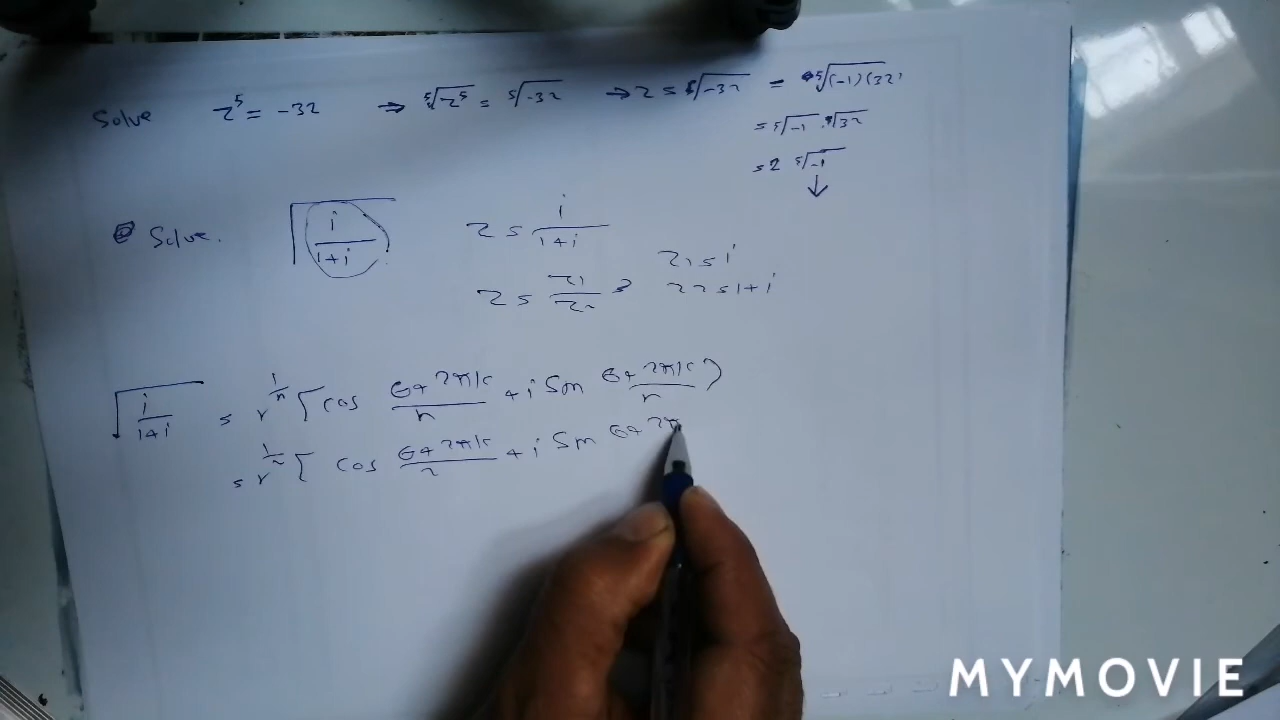 Solve z⁵ = -32 → ⁵√z⁵ = ⁵√-32 → z = ⁵√-32 = ⁵√(-1)(32)
= ⁵√-1 . ⁵√32
= 2 ⁵√-1
↓
Solve. √(i/(1+i)) z = i/(1+i)
z = z1/z2 , z1 = i
z2 = 1+i
√(i/(1+i)) = r^(1/n) [cos (θ+2πk)/n + i Sin (θ+2πk)/n)
= r^(1/2) [ cos (θ+2πk)/2 + i Sin θ+2π
MYMOVIE